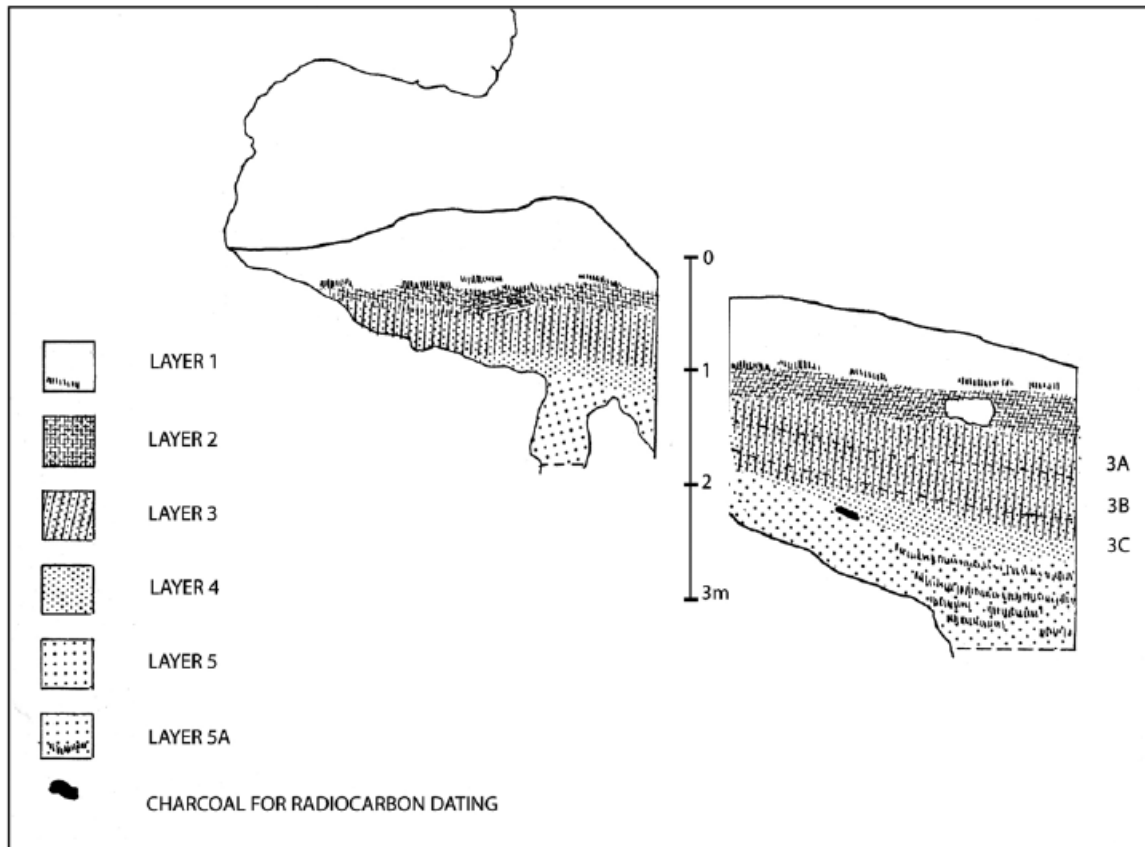 0
1
2
3m
3A
3B
3C
LAYER 1
LAYER 2
LAYER 3
LAYER 4
LAYER 5
LAYER 5A
CHARCOAL FOR RADIOCARBON DATING